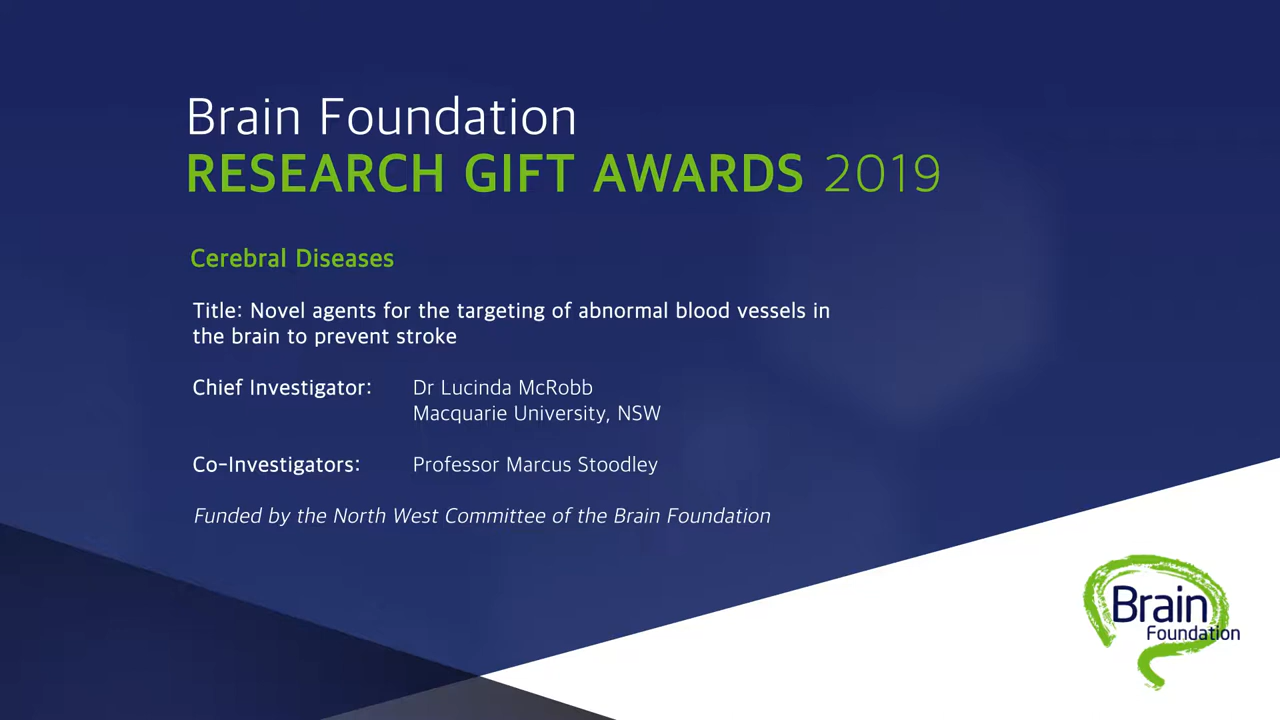 Brain Foundation
RESEARCH GIFT AWARDS 2019
Cerebral Diseases
Title: Novel agents for the targeting of abnormal blood vessels in
the brain to prevent stroke
Chief Investigator: Dr Lucinda McRobb
Macquarie University, NSW
Co-Investigators: Professor Marcus Stoodley
Funded by the North West Committee of the Brain Foundation
Brain
Foundation